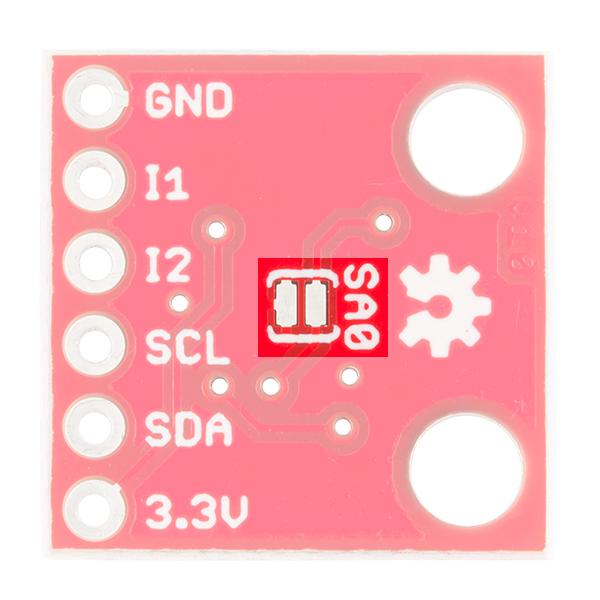 GND
I1
I2
SA0
SCL
SDA
3.3V